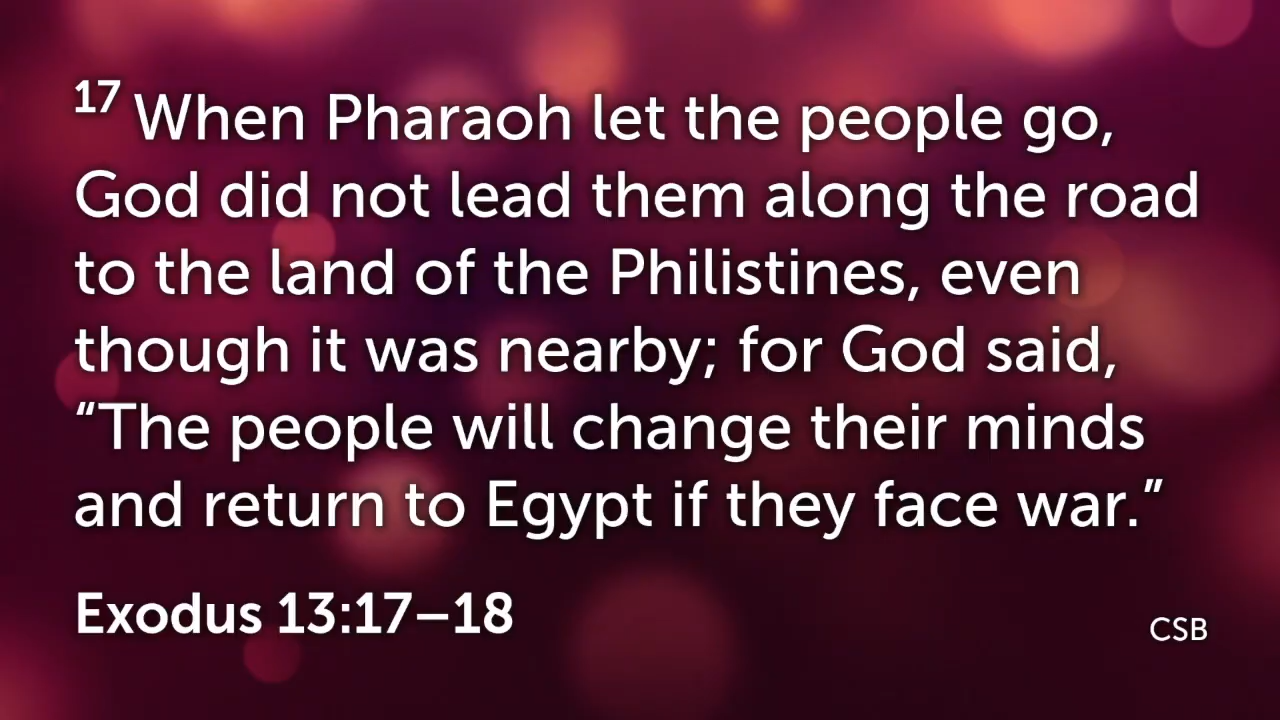 17 When Pharaoh let the people go,
God did not lead them along the road
to the land of the Philistines, even
though it was nearby; for God said,
“The people will change their minds
and return to Egypt if they face war.”
Exodus 13:17–18
CSB